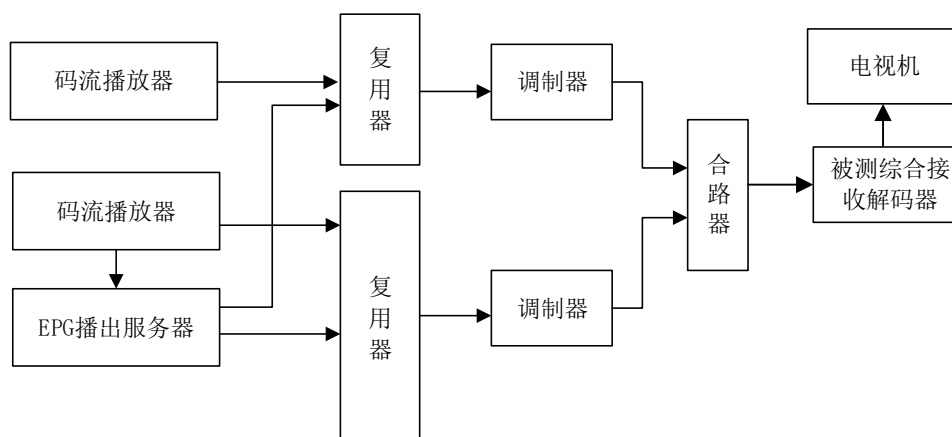 码流播放器
复用器
调制器
电视机
合路器
被测综合接
收解码器
码流播放器
复用器
调制器
EPG播出服务器